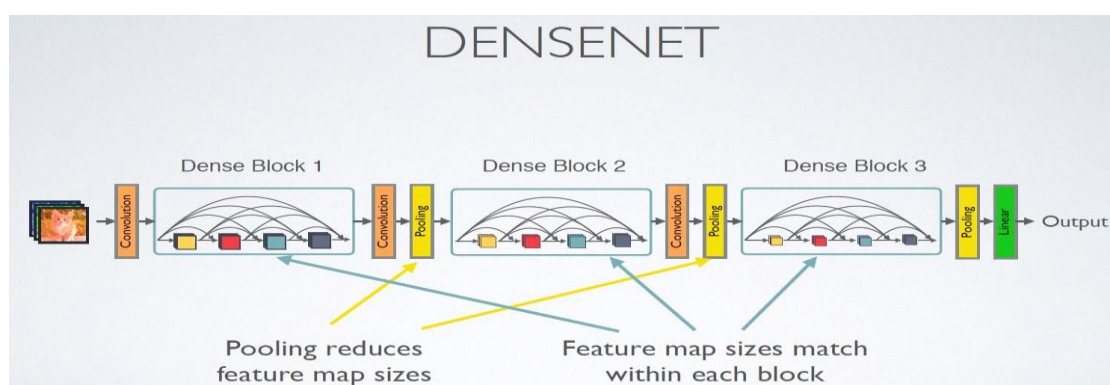 DENSENET
Dense Block 1
Dense Block 2
Dense Block 3
Convolution
Convolution
Pooling
Convolution
Pooling
Pooling
Linear
Output
Pooling reduces
feature map sizes
Feature map sizes match
within each block